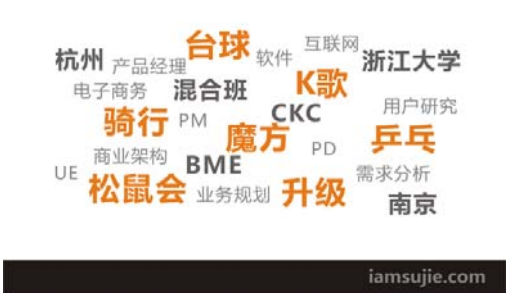 台球
互联网
杭州 产品经理 软件 浙江大学
电子商务 混合班 K歌
骑行 PM CKC 用户研究
魔方 PD 乒乓
商业架构 BME
UE 松鼠会 业务规划 升级 需求分析
南京
iamsujie.com